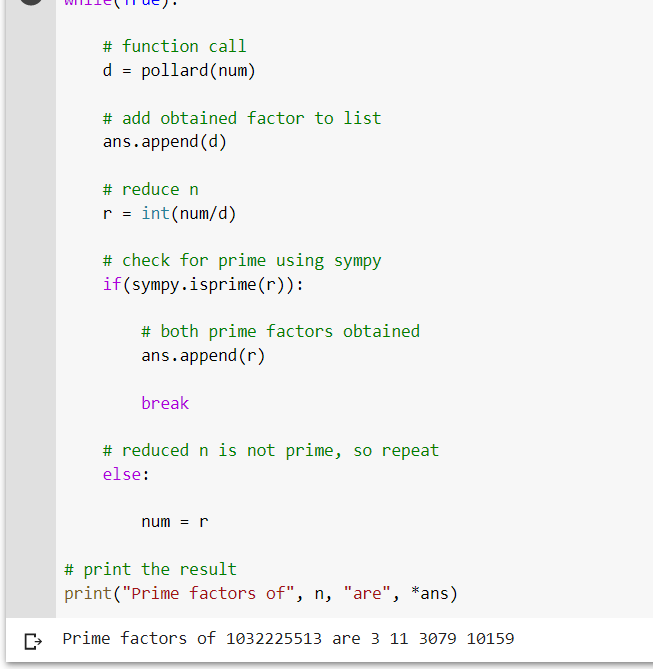 while(True):
# function call
d = pollard(num)
# add obtained factor to list
ans.append(d)
# reduce n
r = int(num/d)
# check for prime using sympy
if(sympy.isprime(r)):
# both prime factors obtained
ans.append(r)
break
# reduced n is not prime, so repeat
else:
num = r
# print the result
print("Prime factors of", n, "are", *ans)
Prime factors of 1032225513 are 3 11 3079 10159